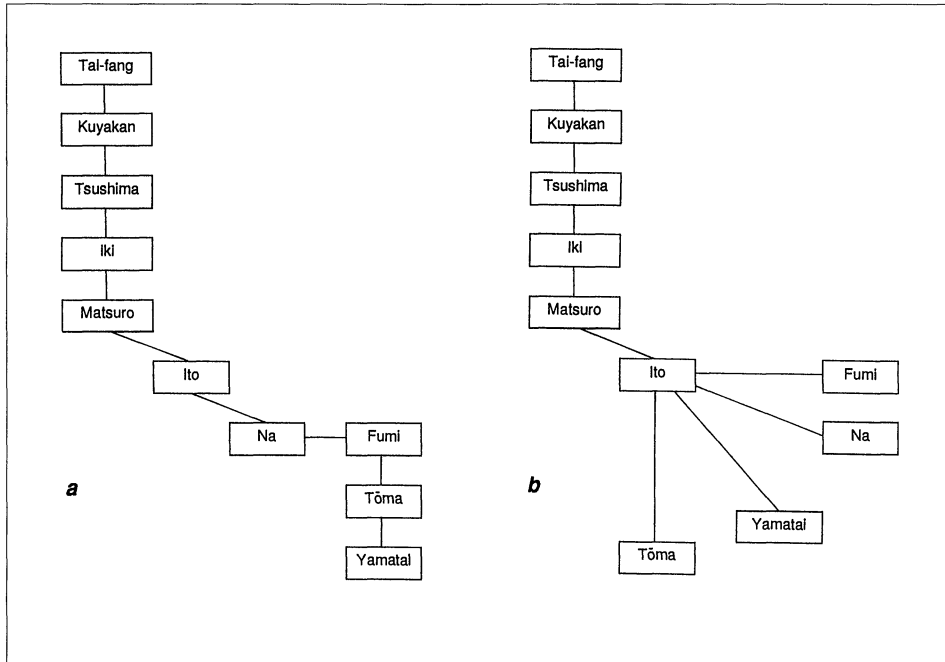 Tai-fang
Kuyakan
Tsushima
Iki
Matsuro
Ito
Na
Fumi
Tōma
Yamatai
a
Tai-fang
Kuyakan
Tsushima
Iki
Matsuro
Ito
Fumi
Na
Yamatai
Tōma
b